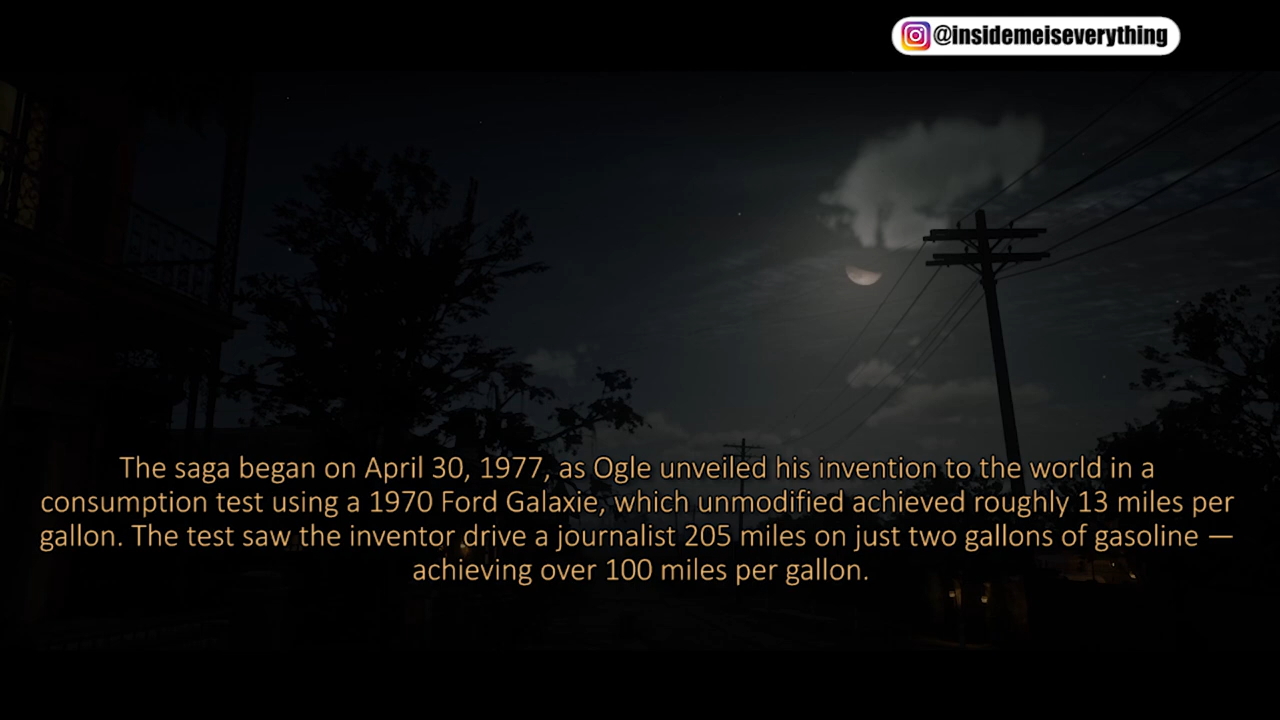 @insidemeiseverything
The saga began on April 30, 1977, as Ogle unveiled his invention to the world in a
consumption test using a 1970 Ford Galaxie, which unmodified achieved roughly 13 miles per
gallon. The test saw the inventor drive a journalist 205 miles on just two gallons of gasoline —
achieving over 100 miles per gallon.